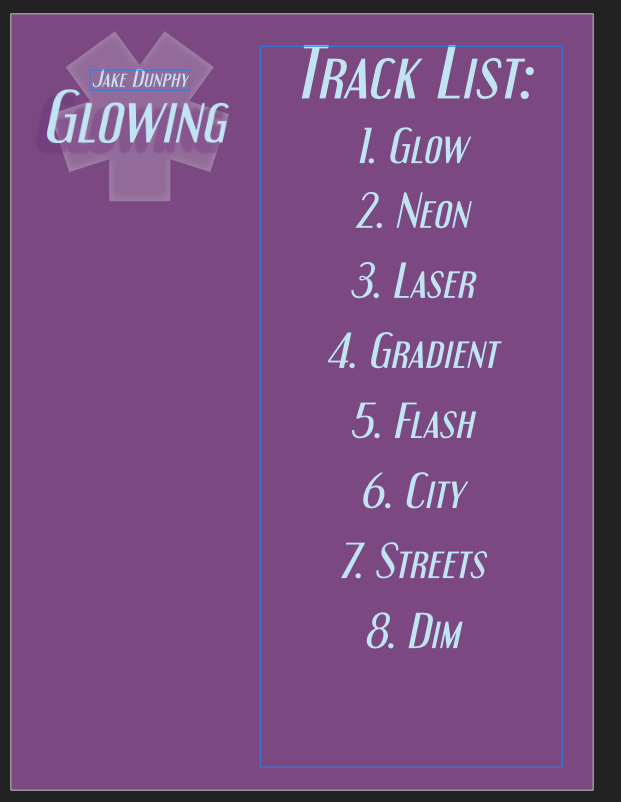 Jake Dunphy
Glowing
Track List:
1. Glow
2. Neon
3. Laser
4. Gradient
5. Flash
6. City
7. Streets
8. Dim